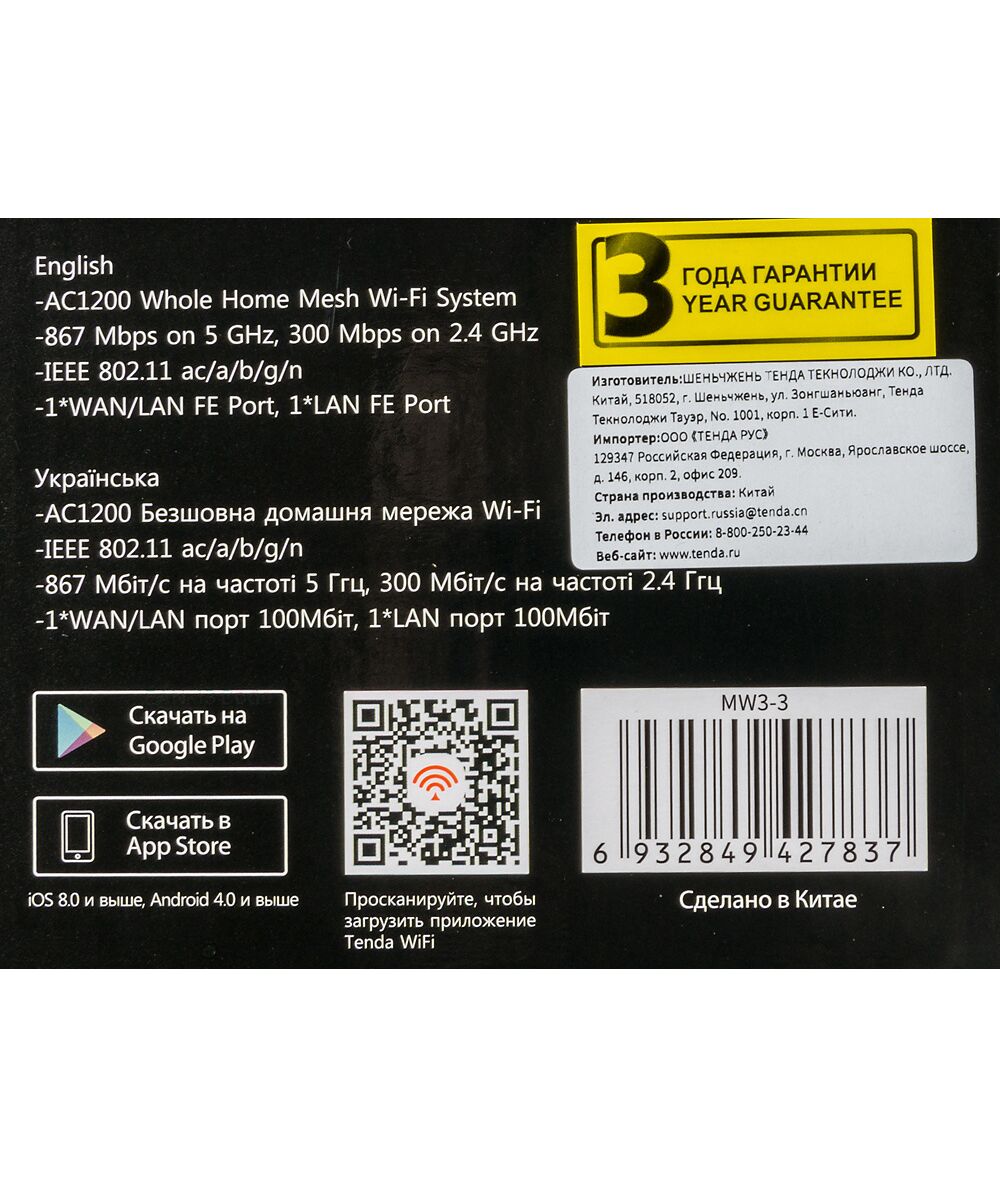 English
-AC1200 Whole Home Mesh Wi-Fi System
-867 Mbps on 5 GHz, 300 Mbps on 2.4 GHz
-IEEE 802.11 ac/a/b/g/n
-1*WAN/LAN FE Port, 1*LAN FE Port
Українська
-AC1200 Безшовна домашня мережа Wi-Fi
-IEEE 802.11 ac/a/b/g/n
-867 Мбіт/с на частоті 5 Ггц, 300 Мбіт/с на частоті 2.4 Ггц
-1*WAN/LAN порт 100Мбіт, 1*LAN порт 100Мбіт
3 ГОДА ГАРАНТИИ
YEAR GUARANTEE
Изготовитель:ШЕНЬЧЖЕНЬ ТЕНДА ТЕКНОЛОДЖИ КО., ЛТД.
Китай, 518052, г. Шеньчжень, ул. Зонгшаньюанг, Тенда
Текнолоджи Тауэр, No. 1001, корп. 1 Е-Сити.
Импортер:ООО《ТЕНДА РУС》
129347 Российская Федерация, г. Москва, Ярославское шоссе,
д. 146, корп. 2, офис 209.
Страна производства: Китай
Эл. адрес: support.russia@tenda.cn
Телефон в России: 8-800-250-23-44
Веб-сайт: www.tenda.ru
Скачать на
Google Play
Скачать в
App Store
iOS 8.0 и выше, Android 4.0 и выше
Просканируйте, чтобы
загрузить приложение
Tenda WiFi
MW3-3
6 932849 427837
Сделано в Китае